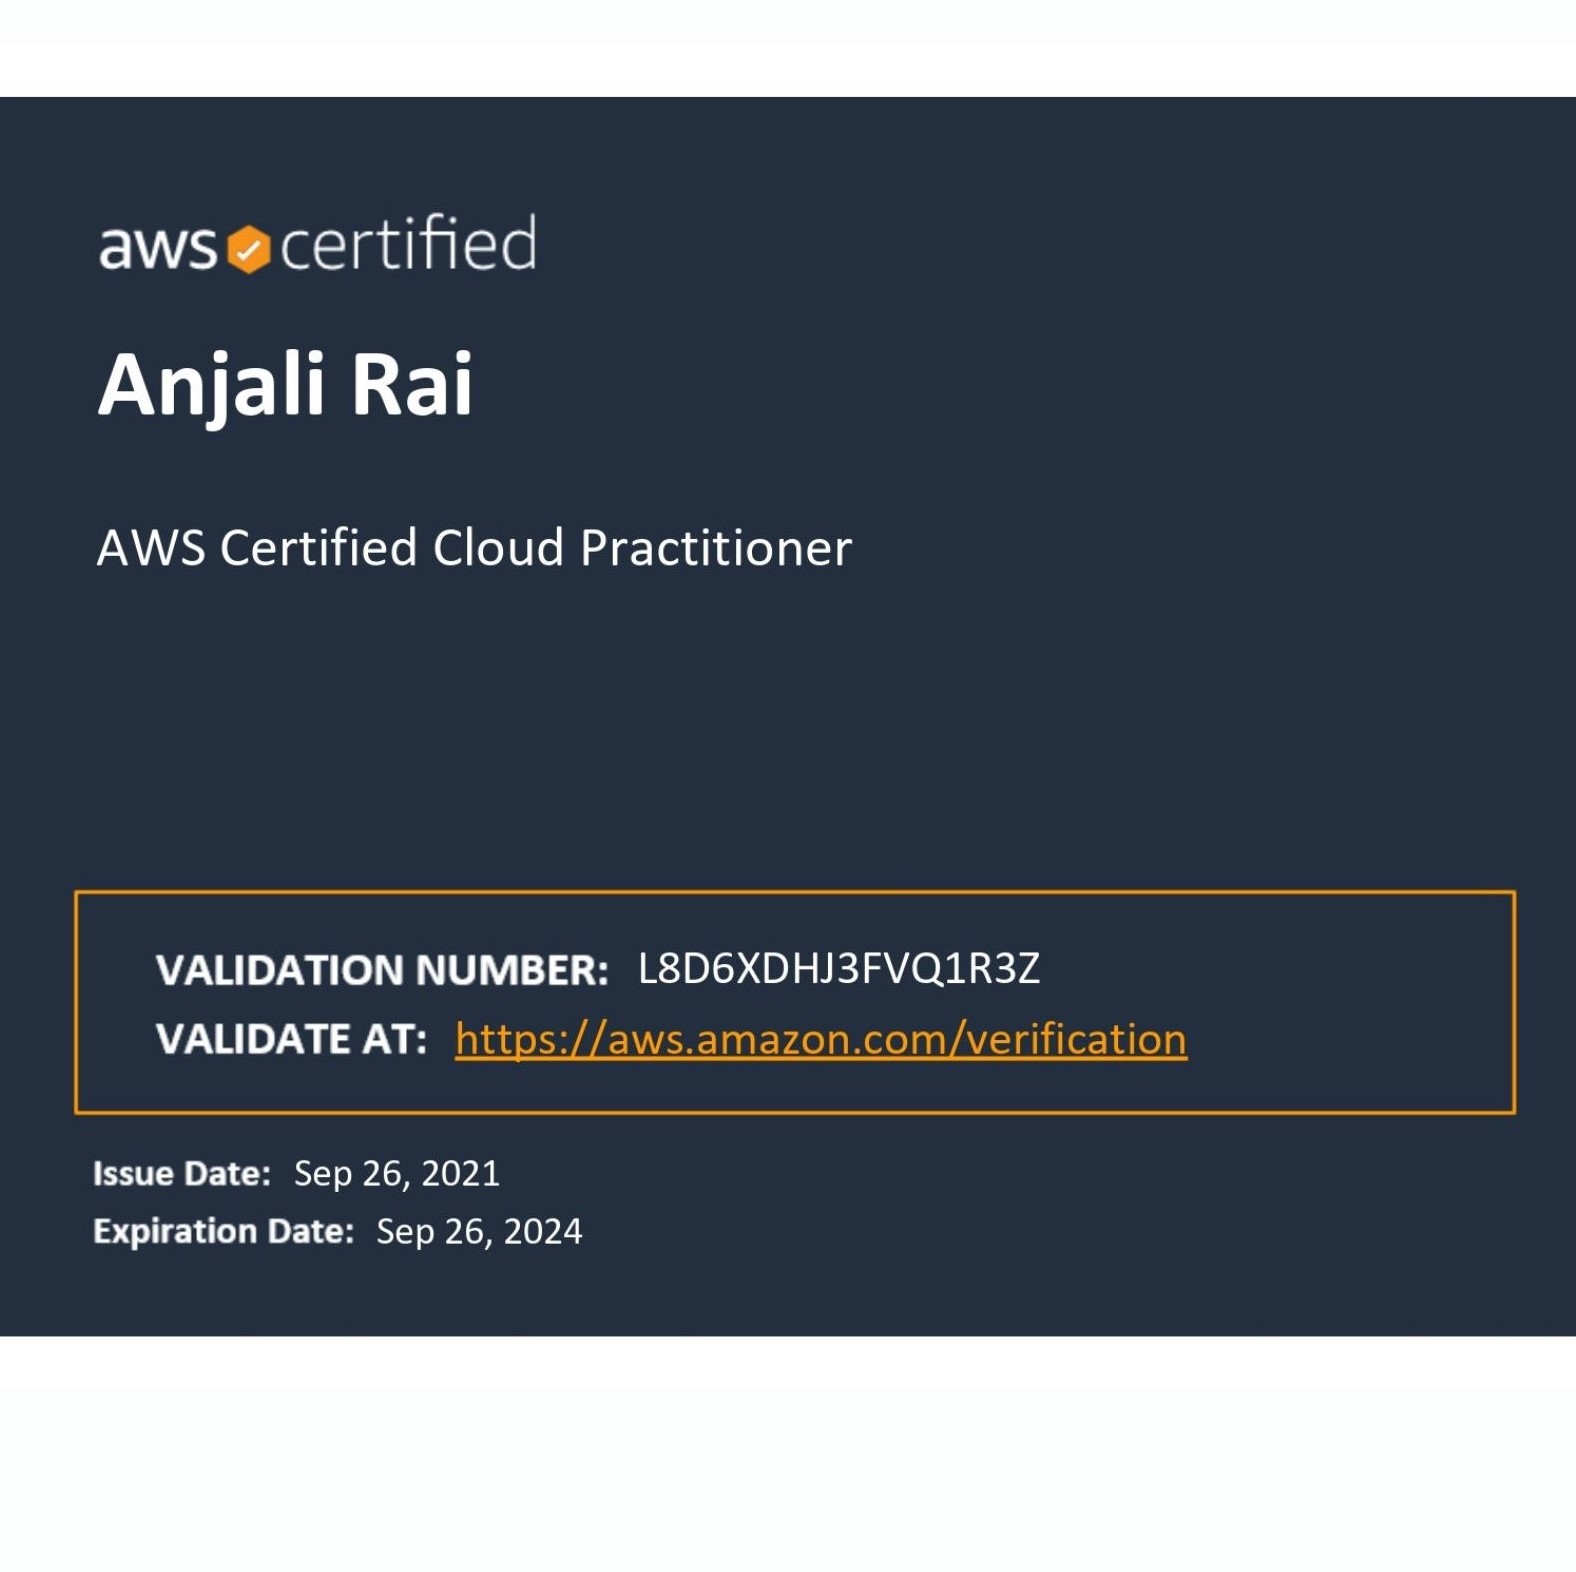 aws certified
Anjali Rai
AWS Certified Cloud Practitioner
VALIDATION NUMBER: L8D6XDHJ3FVQ1R3Z
VALIDATE AT: https://aws.amazon.com/verification
Issue Date: Sep 26, 2021
Expiration Date: Sep 26, 2024